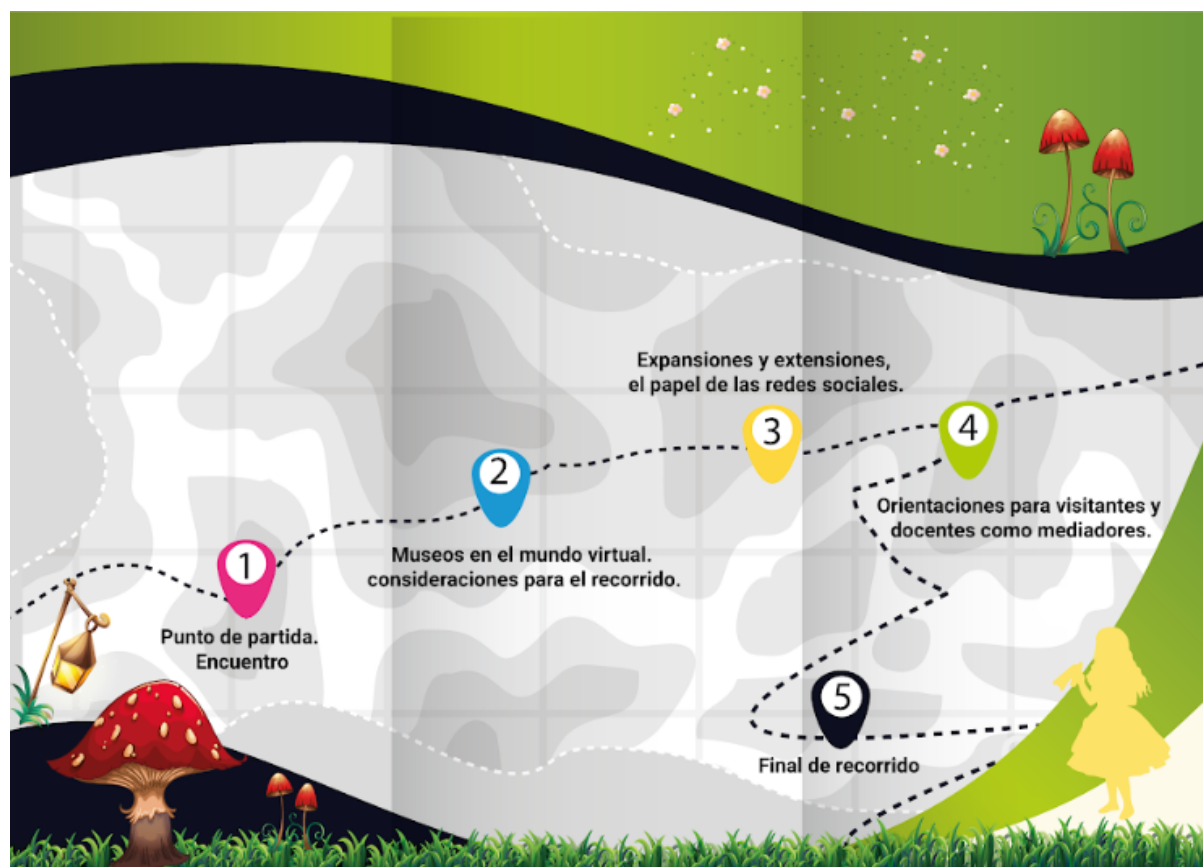 1
Punto de partida.
Encuentro
2
Museos en el mundo virtual.
consideraciones para el recorrido.
Expansiones y extensiones,
el papel de las redes sociales.
3
4
Orientaciones para visitantes y
docentes como mediadores.
5
Final de recorrido